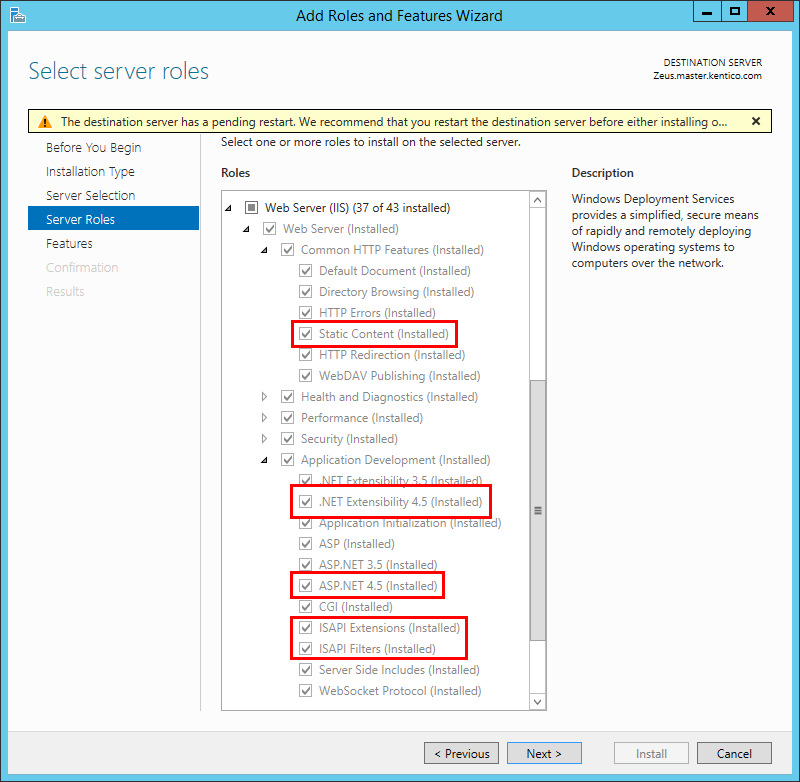 Add Roles and Features Wizard
Select server roles
DESTINATION SERVER
Zeus.master.kentico.com
The destination server has a pending restart. We recommend that you restart the destination server before either installing o...
Before You Begin
Installation Type
Server Selection
Server Roles
Features
Confirmation
Results
Select one or more roles to install on the selected server.
Roles
Web Server (IIS) (37 of 43 installed)
Web Server (Installed)
Common HTTP Features (Installed)
Default Document (Installed)
Directory Browsing (Installed)
HTTP Errors (Installed)
Static Content (Installed)
HTTP Redirection (Installed)
WebDAV Publishing (Installed)
Health and Diagnostics (Installed)
Performance (Installed)
Security (Installed)
Application Development (Installed)
.NET Extensibility 3.5 (Installed)
.NET Extensibility 4.5 (Installed)
Application Initialization (Installed)
ASP (Installed)
ASP.NET 3.5 (Installed)
ASP.NET 4.5 (Installed)
CGI (Installed)
ISAPI Extensions (Installed)
ISAPI Filters (Installed)
Server Side Includes (Installed)
WebSocket Protocol (Installed)
Description
Windows Deployment Services
provides a simplified, secure means
of rapidly and remotely deploying
Windows operating systems to
computers over the network.
< Previous
Next >
Install
Cancel